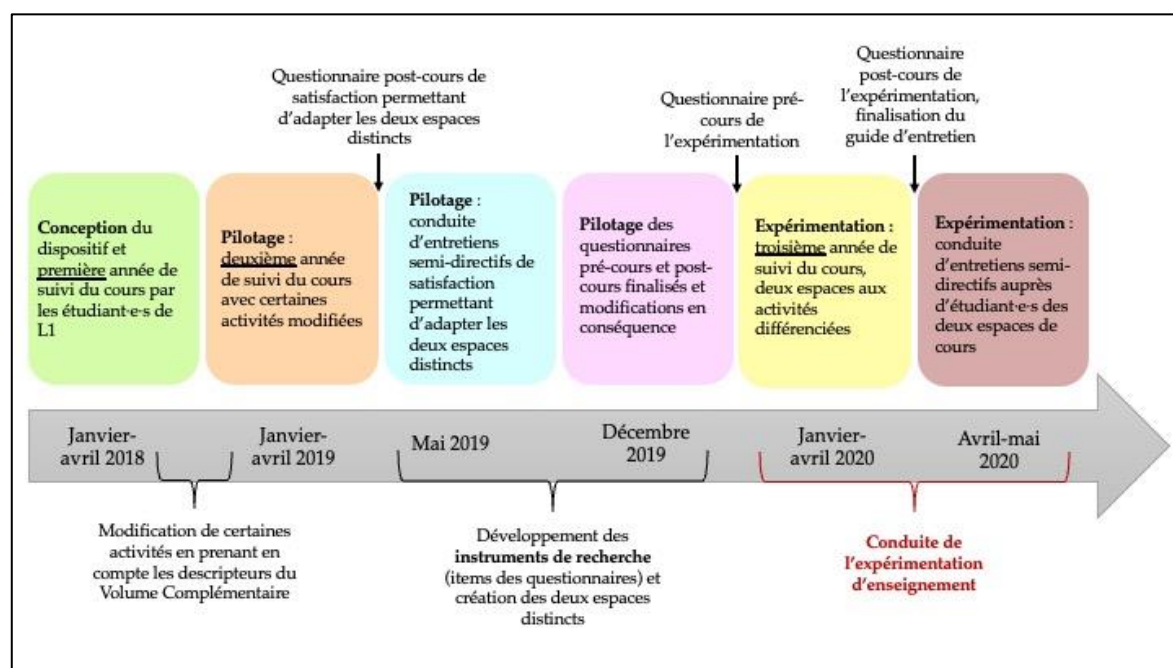 Questionnaire post-cours de
satisfaction permettant
d'adapter les deux espaces
distincts
Questionnaire pré-
cours de
l'expérimentation
Questionnaire
post-cours de
l'expérimentation,
finalisation du
guide d'entretien
Conception du
dispositif et
première année de
suivi du cours par
les étudiant·e·s de
L1
Pilotage :
deuxième année
de suivi du cours
avec certaines
activités modifiées
Pilotage :
conduite
d'entretiens
semi-directifs de
satisfaction
permettant
d'adapter les
deux espaces
distincts
Pilotage des
questionnaires
pré-cours et post-
cours finalisés et
modifications en
conséquence
Expérimentation :
troisième année de
suivi du cours,
deux espaces aux
activités
différenciées
Expérimentation :
conduite
d'entretiens semi-
directifs auprès
d'étudiant·e·s des
deux espaces de
cours
Janvier-
avril 2018
Janvier-
avril 2019
Mai 2019
Décembre
2019
Janvier-
avril 2020
Avril-mai
2020
Modification de certaines
activités en prenant en
compte les descripteurs du
Volume Complémentaire
Développement des
instruments de recherche
(items des questionnaires) et
création des deux espaces
distincts
Conduite de
l'expérimentation
d'enseignement